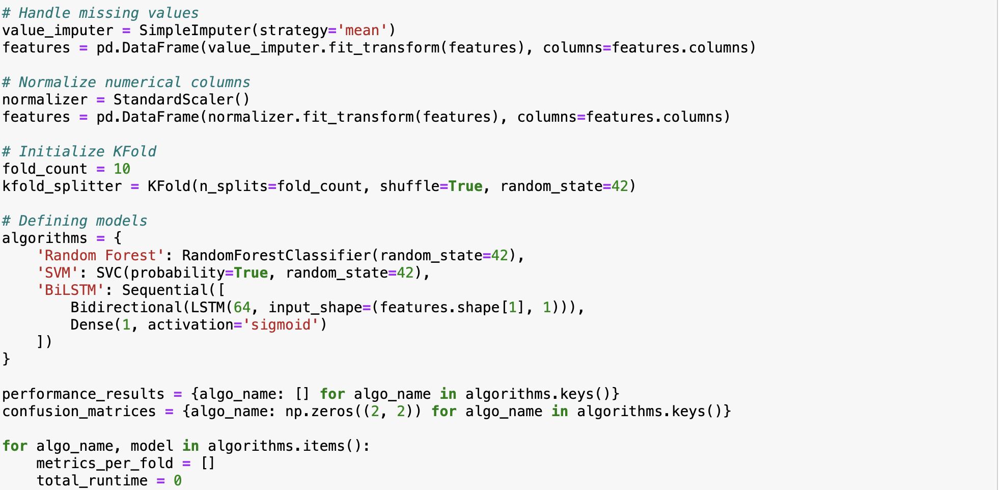 # Handle missing values
value_imputer = SimpleImputer(strategy='mean')
features = pd.DataFrame(value_imputer.fit_transform(features), columns=features.columns)

# Normalize numerical columns
normalizer = StandardScaler()
features = pd.DataFrame(normalizer.fit_transform(features), columns=features.columns)

# Initialize KFold
fold_count = 10
kfold_splitter = KFold(n_splits=fold_count, shuffle=True, random_state=42)

# Defining models
algorithms = {
    'Random Forest': RandomForestClassifier(random_state=42),
    'SVM': SVC(probability=True, random_state=42),
    'BiLSTM': Sequential([
        Bidirectional(LSTM(64, input_shape=(features.shape[1], 1))),
        Dense(1, activation='sigmoid')
    ])
}

performance_results = {algo_name: [] for algo_name in algorithms.keys()}
confusion_matrices = {algo_name: np.zeros((2, 2)) for algo_name in algorithms.keys()}

for algo_name, model in algorithms.items():
    metrics_per_fold = []
    total_runtime = 0